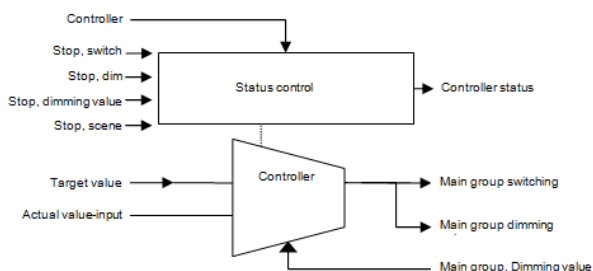 Controller
Stop, switch
Stop, dim
Stop, dimming value
Stop, scene
Status control
Controller status
Target value
Actual value-input
Controller
Main group switching
Main group dimming
Main group, Dimming value